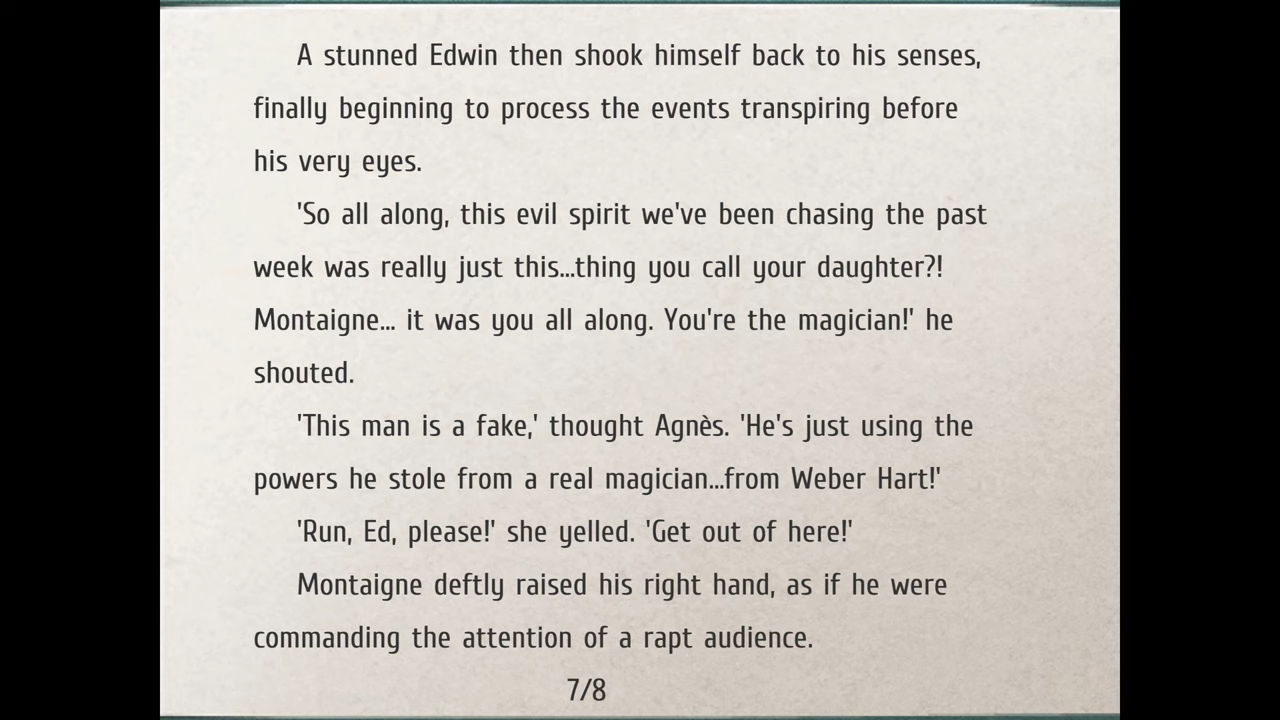 A stunned Edwin then shook himself back to his senses,
finally beginning to process the events transpiring before
his very eyes.
'So all along, this evil spirit we've been chasing the past
week was really just this...thing you call your daughter?!
Montaigne... it was you all along. You're the magician!' he
shouted.
'This man is a fake,' thought Agnès. 'He's just using the
powers he stole from a real magician...from Weber Hart!'
'Run, Ed, please!' she yelled. 'Get out of here!'
Montaigne deftly raised his right hand, as if he were
commanding the attention of a rapt audience.
7/8